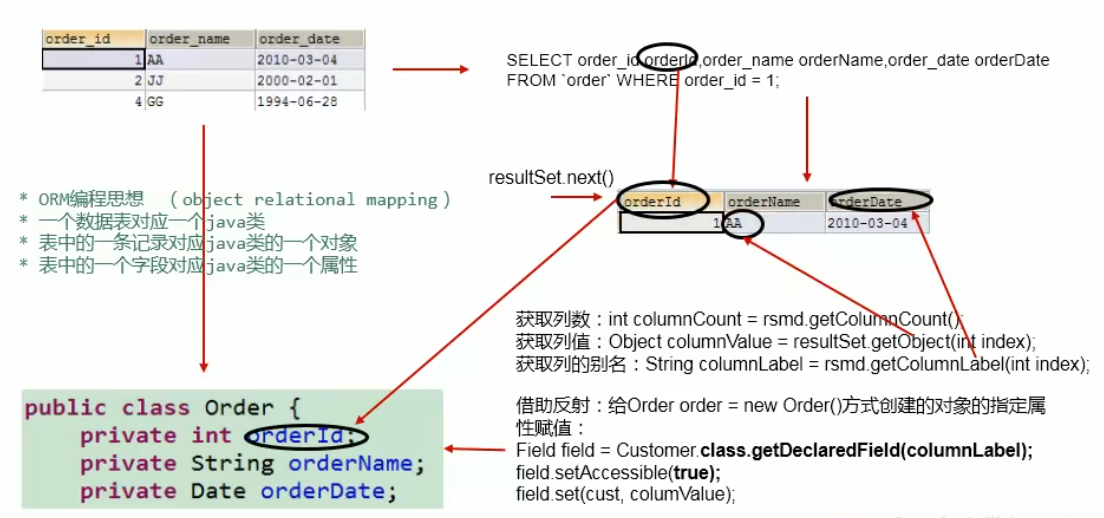 order_id order_name order_date
1 AA 2010-03-04
2 JJ 2000-02-01
4 GG 1994-06-28
SELECT order_id orderId,order_name orderName,order_date orderDate
FROM `order` WHERE order_id = 1;
* ORM编程思想 （object relational mapping）
* 一个数据表对应一个java类
* 表中的一条记录对应java类的一个对象
* 表中的一个字段对应java类的一个属性
resultSet.next()
orderId orderName orderDate
1 AA 2010-03-04
获取列数：int columnCount = rsmd.getColumnCount();
获取列值：Object columnValue = resultSet.getObject(int index);
获取列的别名：String columnLabel = rsmd.getColumnLabel(int index);
借助反射：给Order order = new Order()方式创建的对象的指定属
性赋值：
Field field = Customer.class.getDeclaredField(columnLabel);
field.setAccessible(true);
field.set(cust, columValue);
public class Order {
private int orderId;
private String orderName;
private Date orderDate;